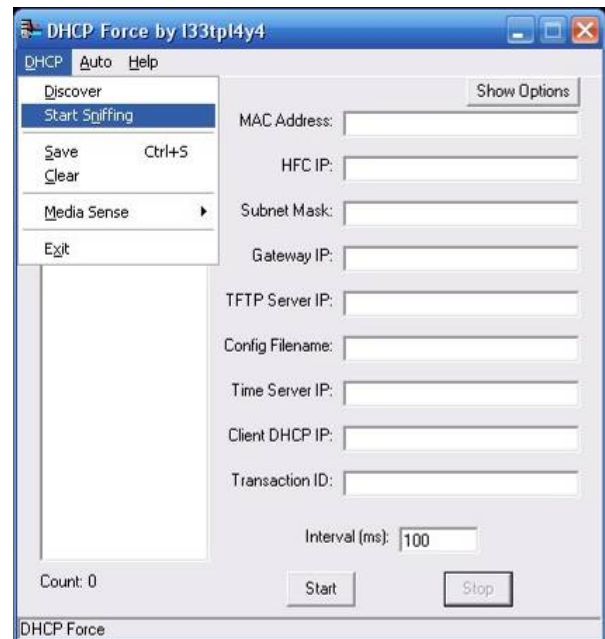 DHCP Force by l33tpl4y4
DHCP Auto Help
Discover
Start Sniffing
Save Ctrl+S
Clear
Media Sense
Exit
Show Options
MAC Address:
HFC IP:
Subnet Mask:
Gateway IP:
TFTP Server IP:
Config Filename:
Time Server IP:
Client DHCP IP:
Transaction ID:
Interval (ms): 100
Count: 0 Start Stop
DHCP Force